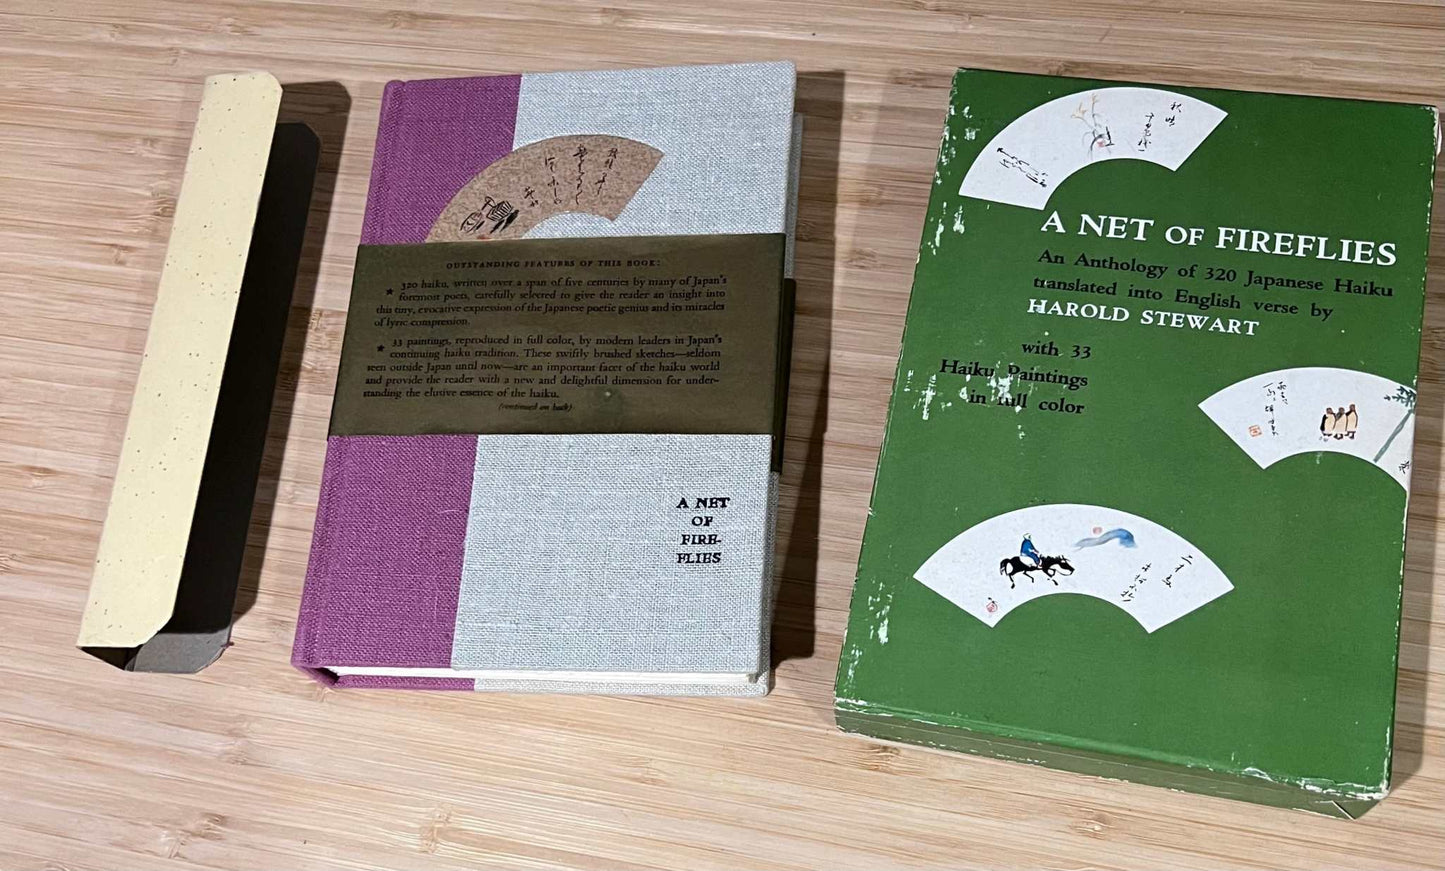 OUTSTANDING FEATURES OF THIS BOOK:
★ 320 haiku, written over a span of five centuries by many of Japan's
foremost poets, carefully selected to give the reader an insight into
this tiny, evocative expression of the Japanese poetic genius and its miracles
of lyric compression.
★ 33 paintings, reproduced in full color, by modern leaders in Japan's
continuing haiku tradition. These swiftly brushed sketches—seldom
seen outside Japan until now—are an important facet of the haiku world
and provide the reader with a new and delightful dimension for under-
standing the elusive essence of the haiku.
(continued on back)
A NET
OF
FIRE-
FLIES
A NET OF FIREFLIES
An Anthology of 320 Japanese Haiku
translated into English verse by
HAROLD STEWART
with 33
Haiku Paintings
in full color